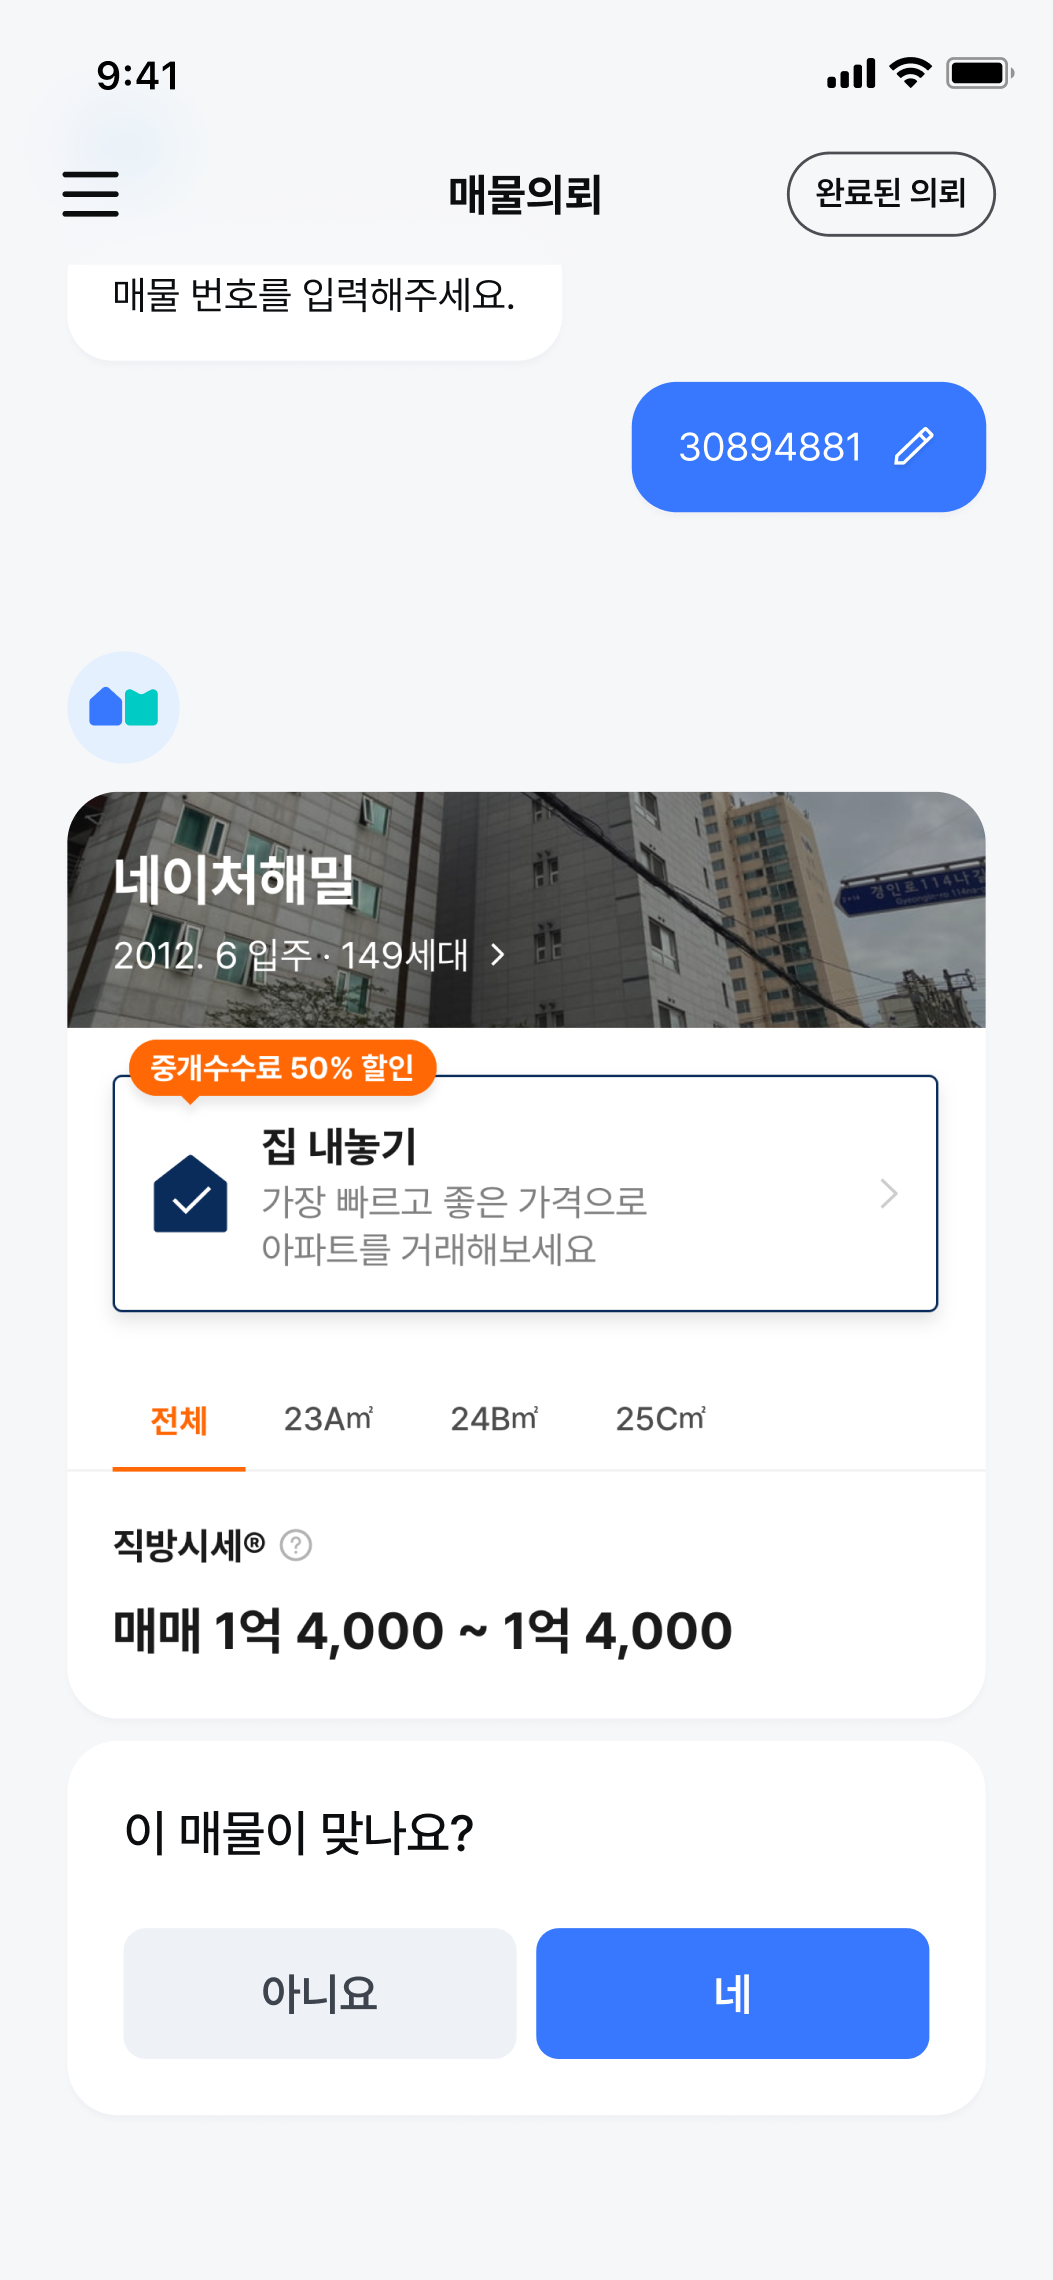 9:41
매물의뢰
완료된 의뢰
매물 번호를 입력해주세요.
30894881
네이처해밀
2012. 6 입주 · 149세대
경인로114나길
중개수수료 50% 할인
집 내놓기
가장 빠르고 좋은 가격으로
아파트를 거래해보세요
전체 23A㎡ 24B㎡ 25C㎡
직방시세® ?
매매 1억 4,000 ~ 1억 4,000
이 매물이 맞나요?
아니요
네